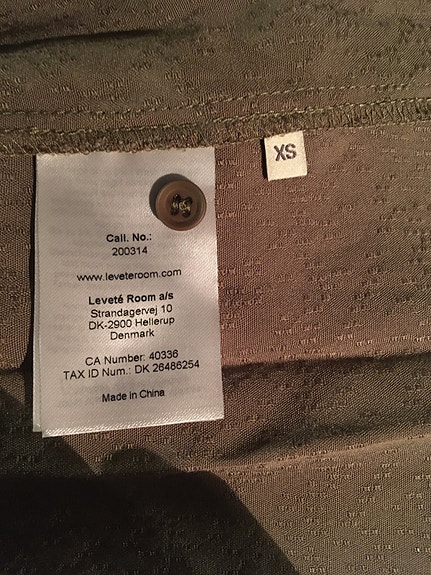 XS
Call. No.:
200314
www.leveteroom.com
Leveté Room a/s
Strandagervej 10
DK-2900 Hellerup
Denmark
CA Number: 40336
TAX ID Num.: DK 26486254
Made in China